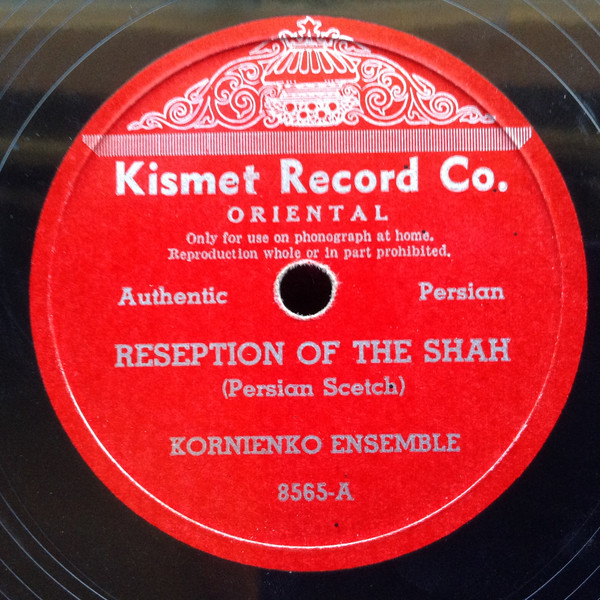 Kismet Record Co.
ORIENTAL
Only for use on phonograph at home.
Reproduction whole or in part prohibited.
Authentic Persian
RESEPTION OF THE SHAH
(Persian Scetch)
KORNIENKO ENSEMBLE
8565-A